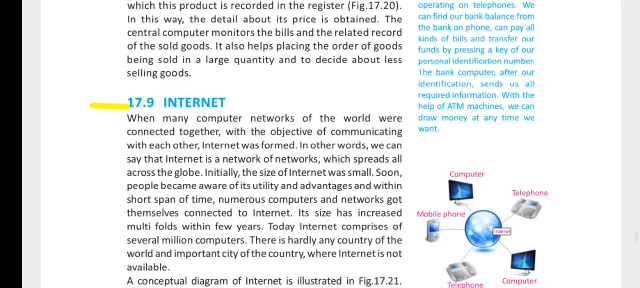 which this product is recorded in the register (Fig.17.20).
In this way, the detail about its price is obtained. The
central computer monitors the bills and the related record
of the sold goods. It also helps placing the order of goods
being sold in a large quantity and to decide about less
selling goods.
17.9 INTERNET
When many computer networks of the world were
connected together, with the objective of communicating
with each other, Internet was formed. In other words, we can
say that Internet is a network of networks, which spreads all
across the globe. Initially, the size of Internet was small. Soon,
people became aware of its utility and advantages and within
short span of time, numerous computers and networks got
themselves connected to Internet. Its size has increased
multi folds within few years. Today Internet comprises of
several million computers. There is hardly any country of the
world and important city of the country, where Internet is not
available.
A conceptual diagram of Internet is illustrated in Fig.17.21.
operating on telephones. We
can find our bank balance from
the bank on phone, can pay all
kinds of bills and transfer our
funds by pressing a key of our
personal identification number.
The bank computer, after our
identification, sends us all
required information. With the
help of ATM machines, we can
draw money at any time we
want.
Computer
Telephone
Mobile phone
Internet
Telephone
Computer